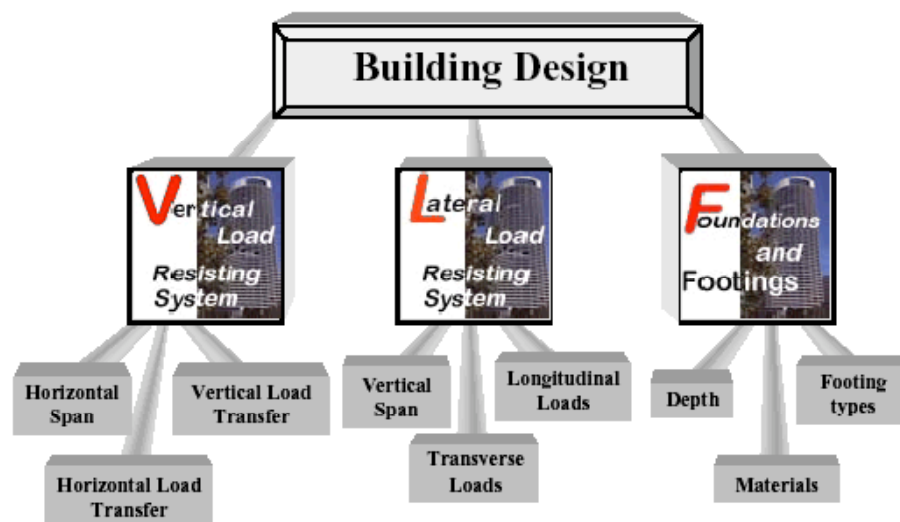 Building Design
Vertical
Load
Resisting
System
Lateral
Load
Resisting
System
Foundations
and
Footings
Horizontal
Span
Vertical Load
Transfer
Horizontal Load
Transfer
Vertical
Span
Longitudinal
Loads
Transverse
Loads
Depth
Footing
types
Materials